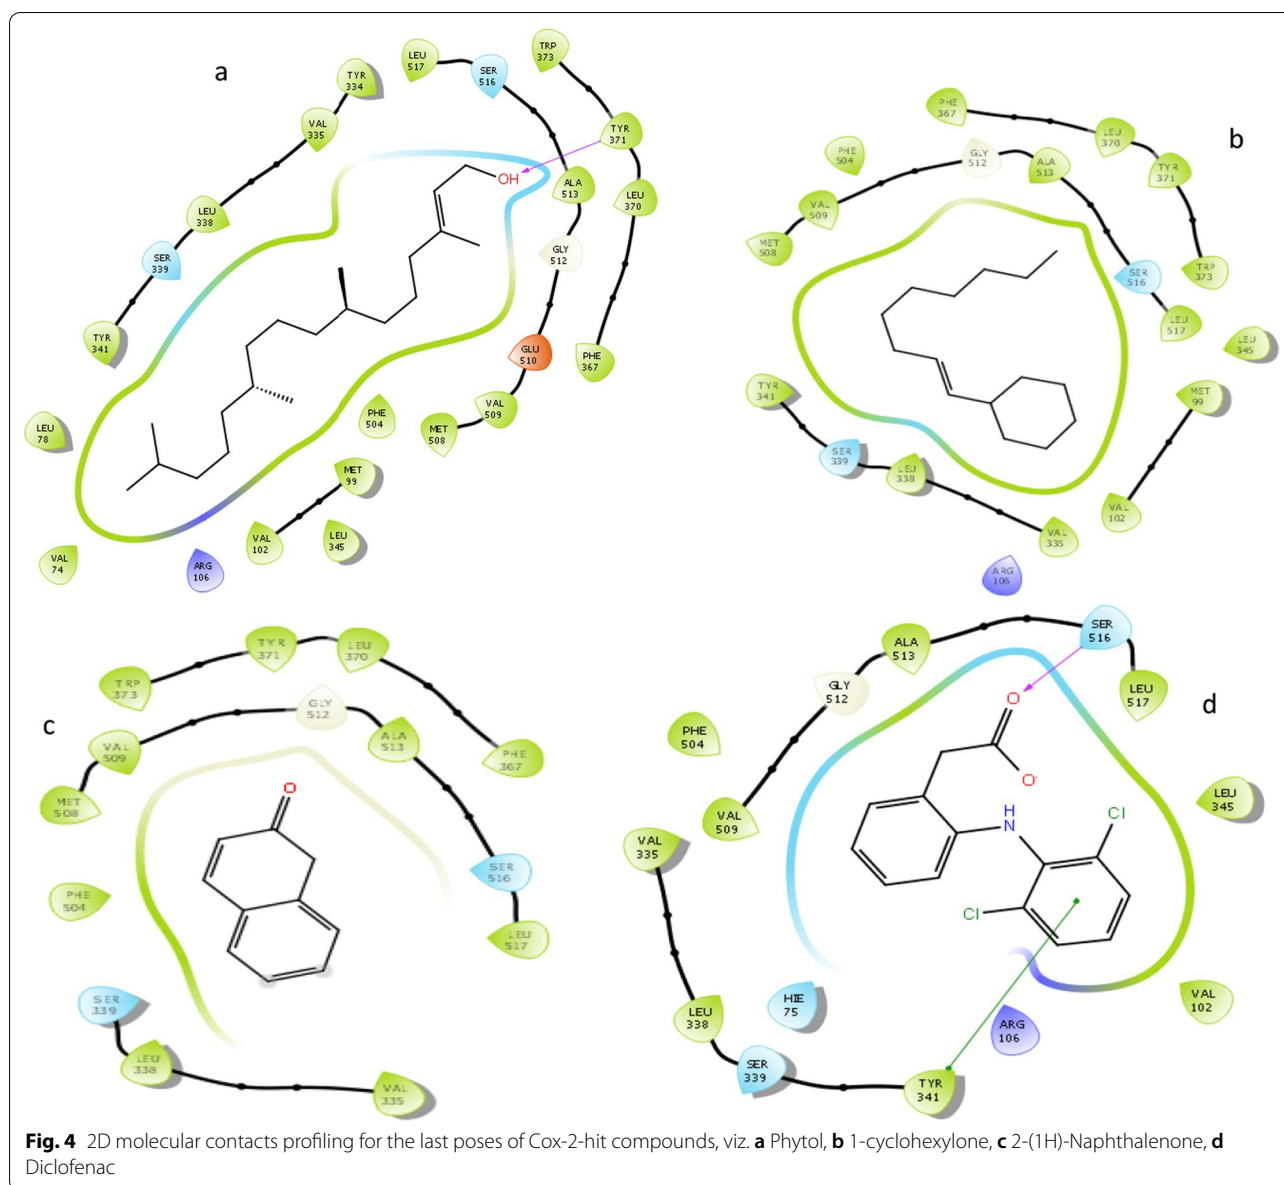 a
LEU
517
SER
516
TRP
373
TYR
334
VAL
335
TYR
371
OH
ALA
513
LEU
370
LEU
338
SER
339
GLY
512
TYR
341
GLU
510
PHE
367
VAL
509
PHE
504
MET
508
LEU
78
MET
99
VAL
102
LEU
345
VAL
74
ARG
106
b
PHE
367
LEU
370
PHE
504
GLY
512
ALA
513
TYR
371
VAL
509
MET
508
SER
516
TRP
373
LEU
517
LEU
345
TYR
341
MET
99
SER
339
LEU
338
VAL
102
VAL
335
ARG
106
c
TYR
371
LEU
370
TRP
373
GLY
512
VAL
509
ALA
513
PHE
367
MET
508
O
SER
516
PHE
504
LEU
517
SER
339
LEU
338
VAL
335
d
SER
516
ALA
513
GLY
512
LEU
517
O
PHE
504
O-
LEU
345
VAL
509
H
N
Cl
VAL
335
Cl
HIE
75
LEU
338
ARG
106
VAL
102
SER
339
TYR
341
Fig. 4 2D molecular contacts profiling for the last poses of Cox-2-hit compounds, viz. a Phytol, b 1-cyclohexylone, c 2-(1H)-Naphthalenone, d
Diclofenac